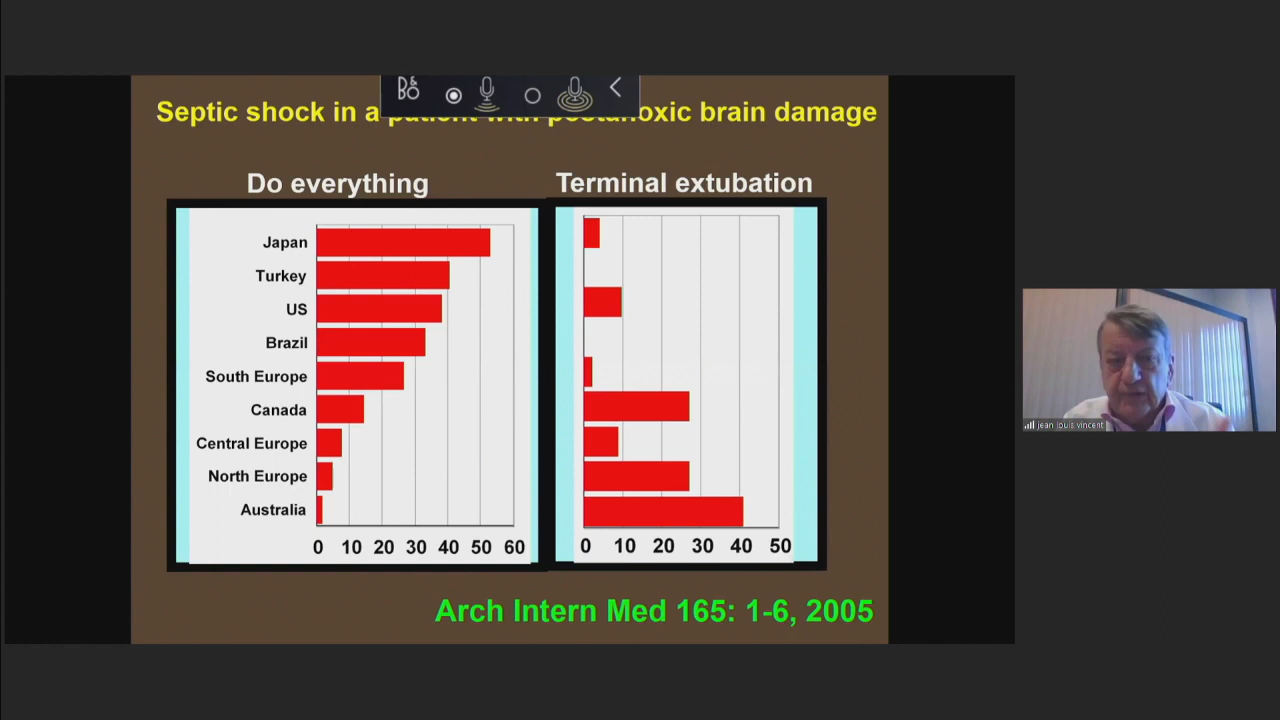 B&O
Septic shock in a patient with postanoxic brain damage
Do everything
Terminal extubation
Japan
Turkey
US
Brazil
South Europe
Canada
Central Europe
North Europe
Australia
0 10 20 30 40 50 60
0 10 20 30 40 50
Arch Intern Med 165: 1-6, 2005
jean louis vincent